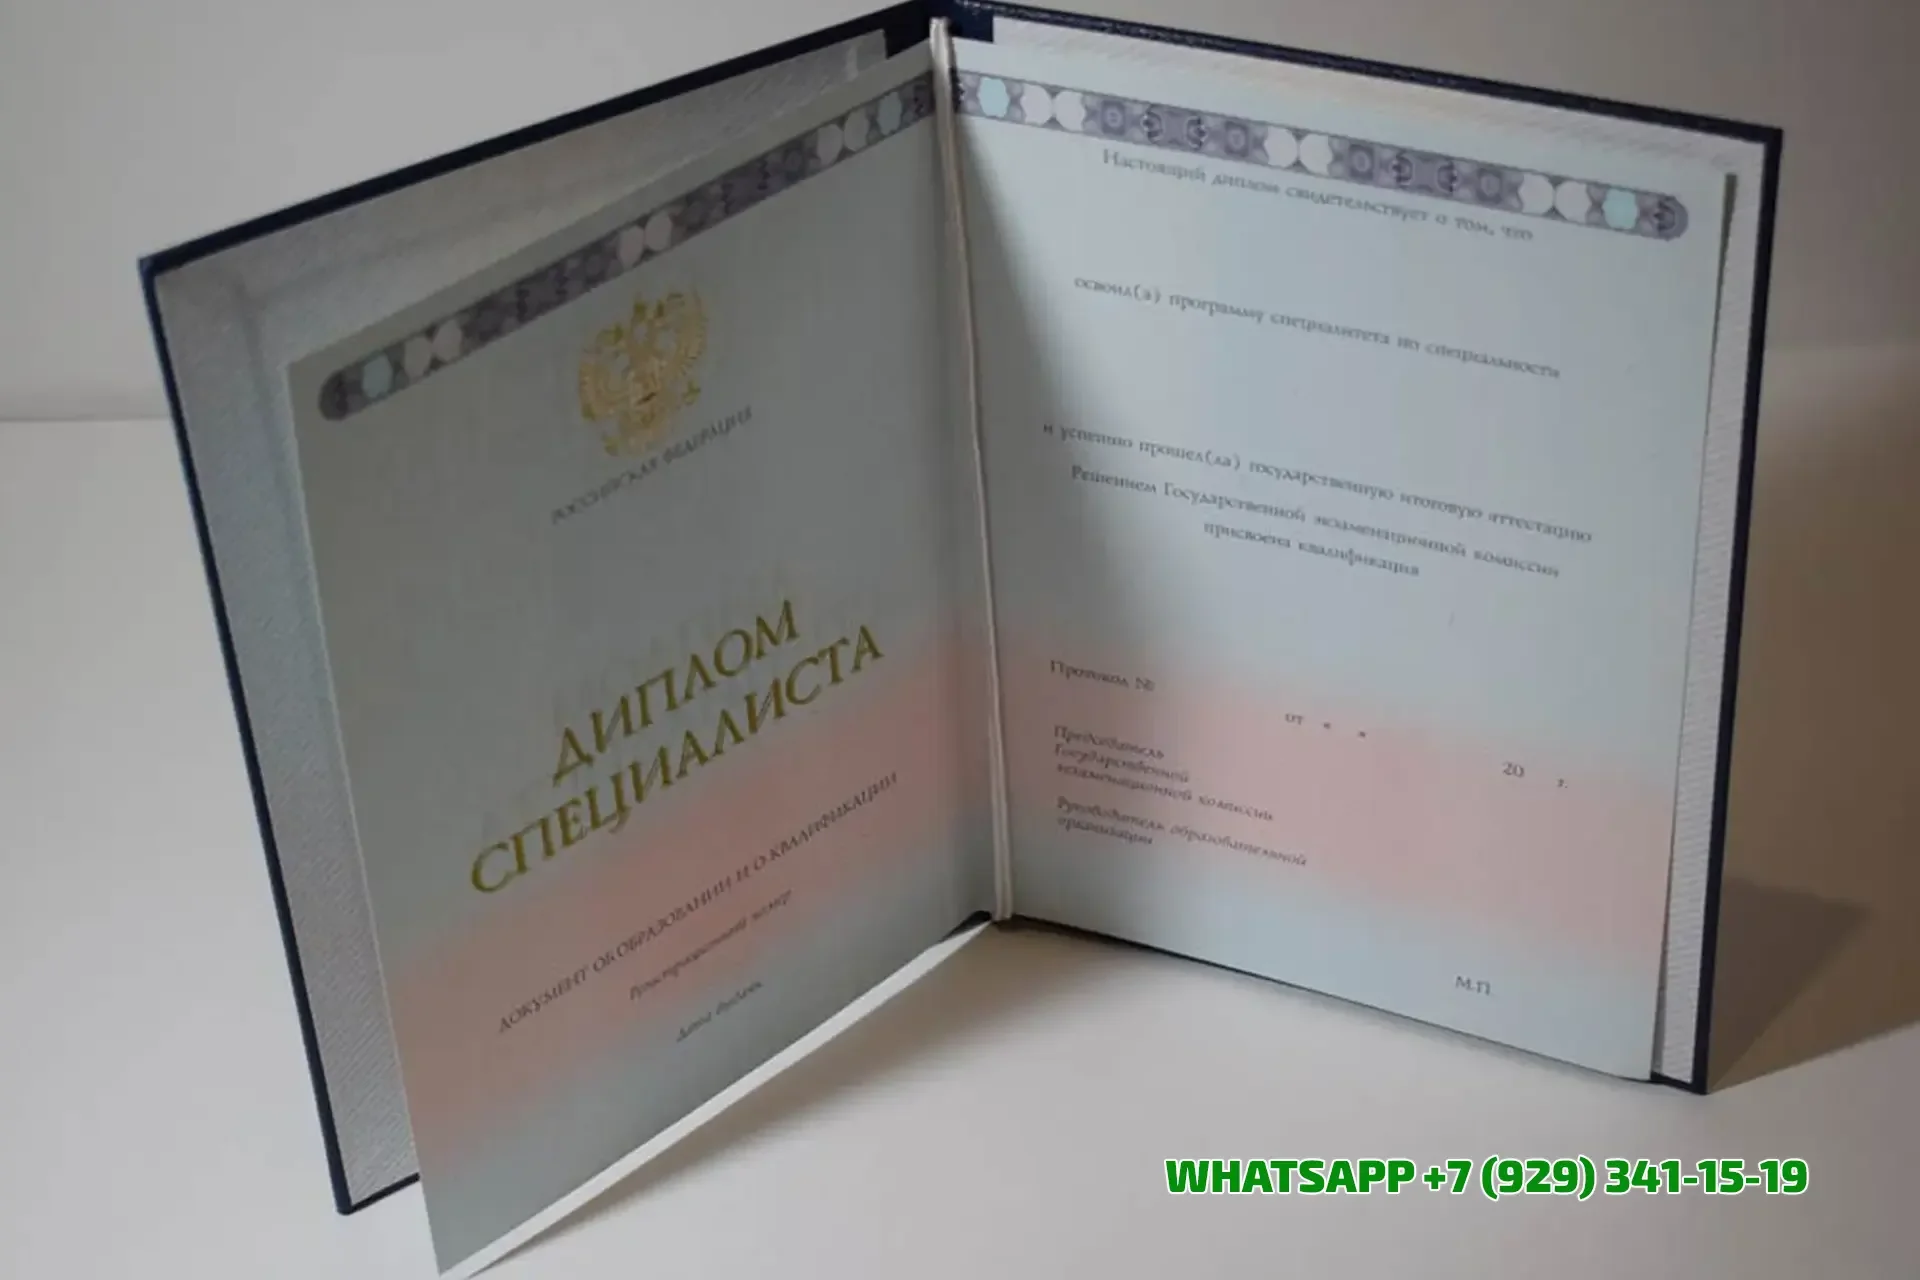 РОССИЙСКАЯ ФЕДЕРАЦИЯ
ДИПЛОМ
СПЕЦИАЛИСТА
ДОКУМЕНТ ОБ ОБРАЗОВАНИИ И О КВАЛИФИКАЦИИ
Регистрационный номер
Дата выдачи
Настоящий диплом свидетельствует о том, что
освоил(а) программу специалитета по специальности
и успешно прошел(ла) государственную итоговую аттестацию
Решением Государственной экзаменационной комиссии
присвоена квалификация
Протокол №
от « »
20 г.
Председатель
Государственной
экзаменационной комиссии
Руководитель образовательной
организации
М.П.
WHATSAPP +7 (929) 341-15-19